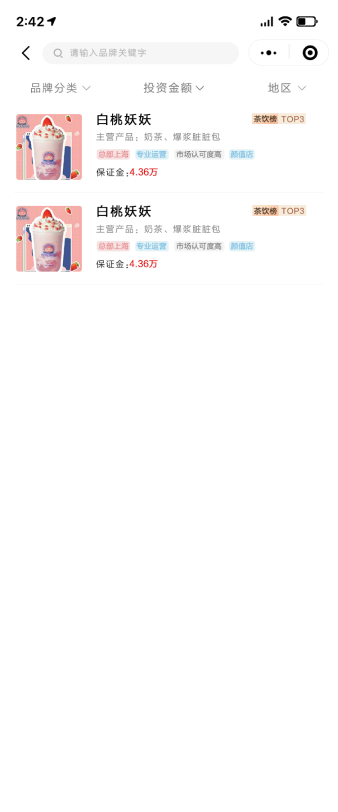 2:42
请输入品牌关键字
品牌分类 投资金额 地区
白桃妖妖 茶饮榜 TOP3
主营产品：奶茶、爆浆脏脏包
总部上海 专业运营 市场认可度高 颜值店
保证金：4.36万
白桃妖妖 茶饮榜 TOP3
主营产品：奶茶、爆浆脏脏包
总部上海 专业运营 市场认可度高 颜值店
保证金：4.36万